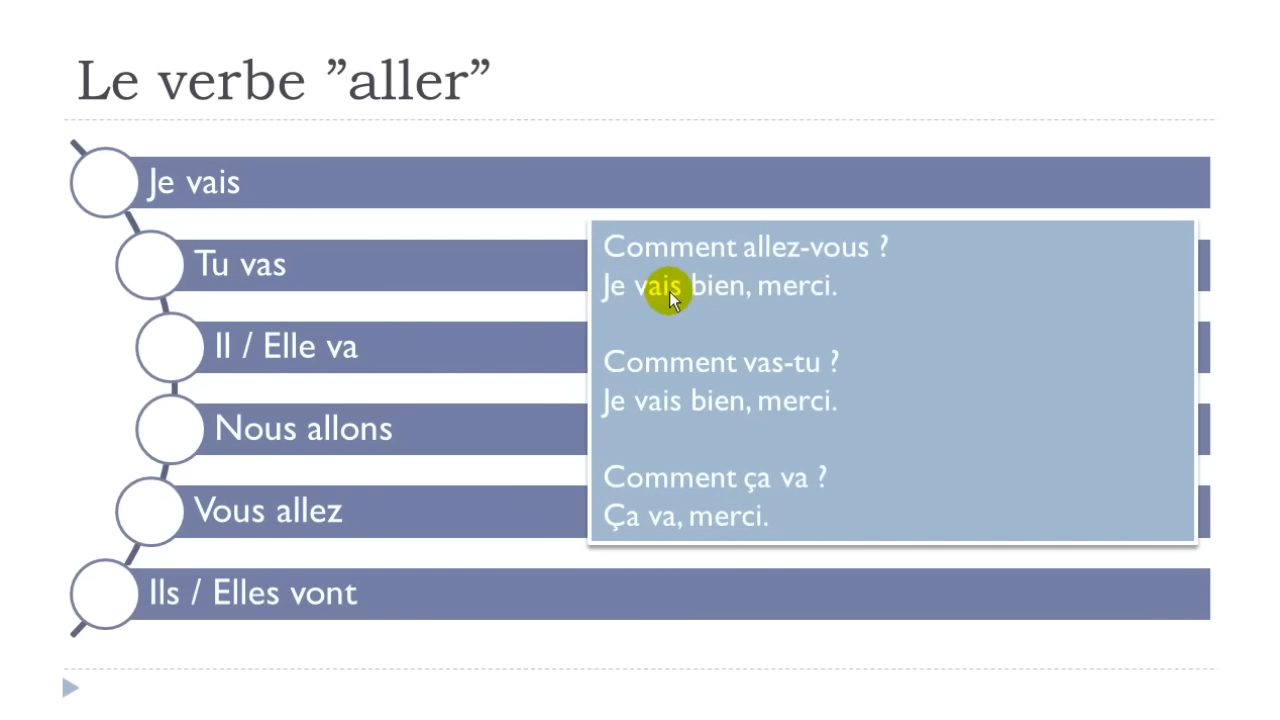 Le verbe ”aller”
Je vais
Tu vas
Il / Elle va
Nous allons
Vous allez
Ils / Elles vont
Comment allez-vous ?
Je vais bien, merci.
Comment vas-tu ?
Je vais bien, merci.
Comment ça va ?
Ça va, merci.